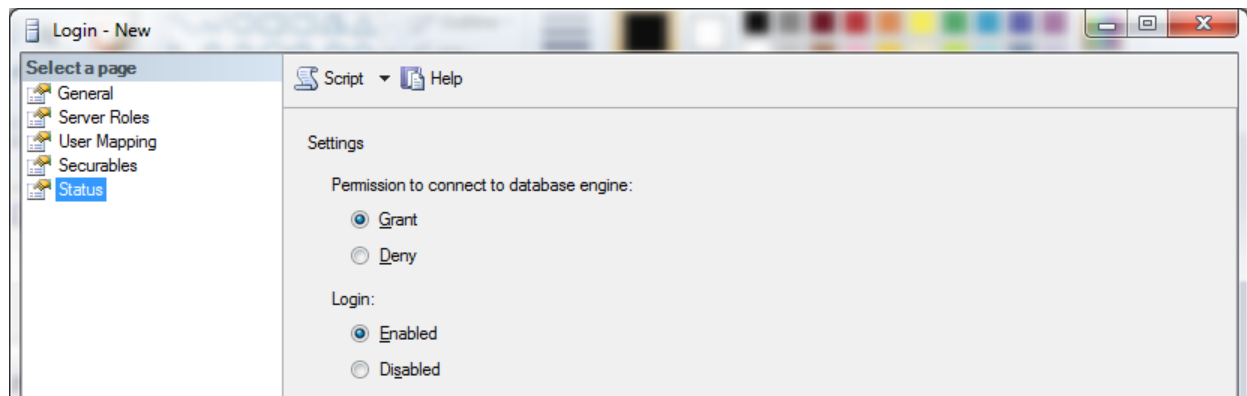 Login - New
Select a page
General
Server Roles
User Mapping
Securables
Status
Script Help
Settings
Permission to connect to database engine:
Grant
Deny
Login:
Enabled
Disabled